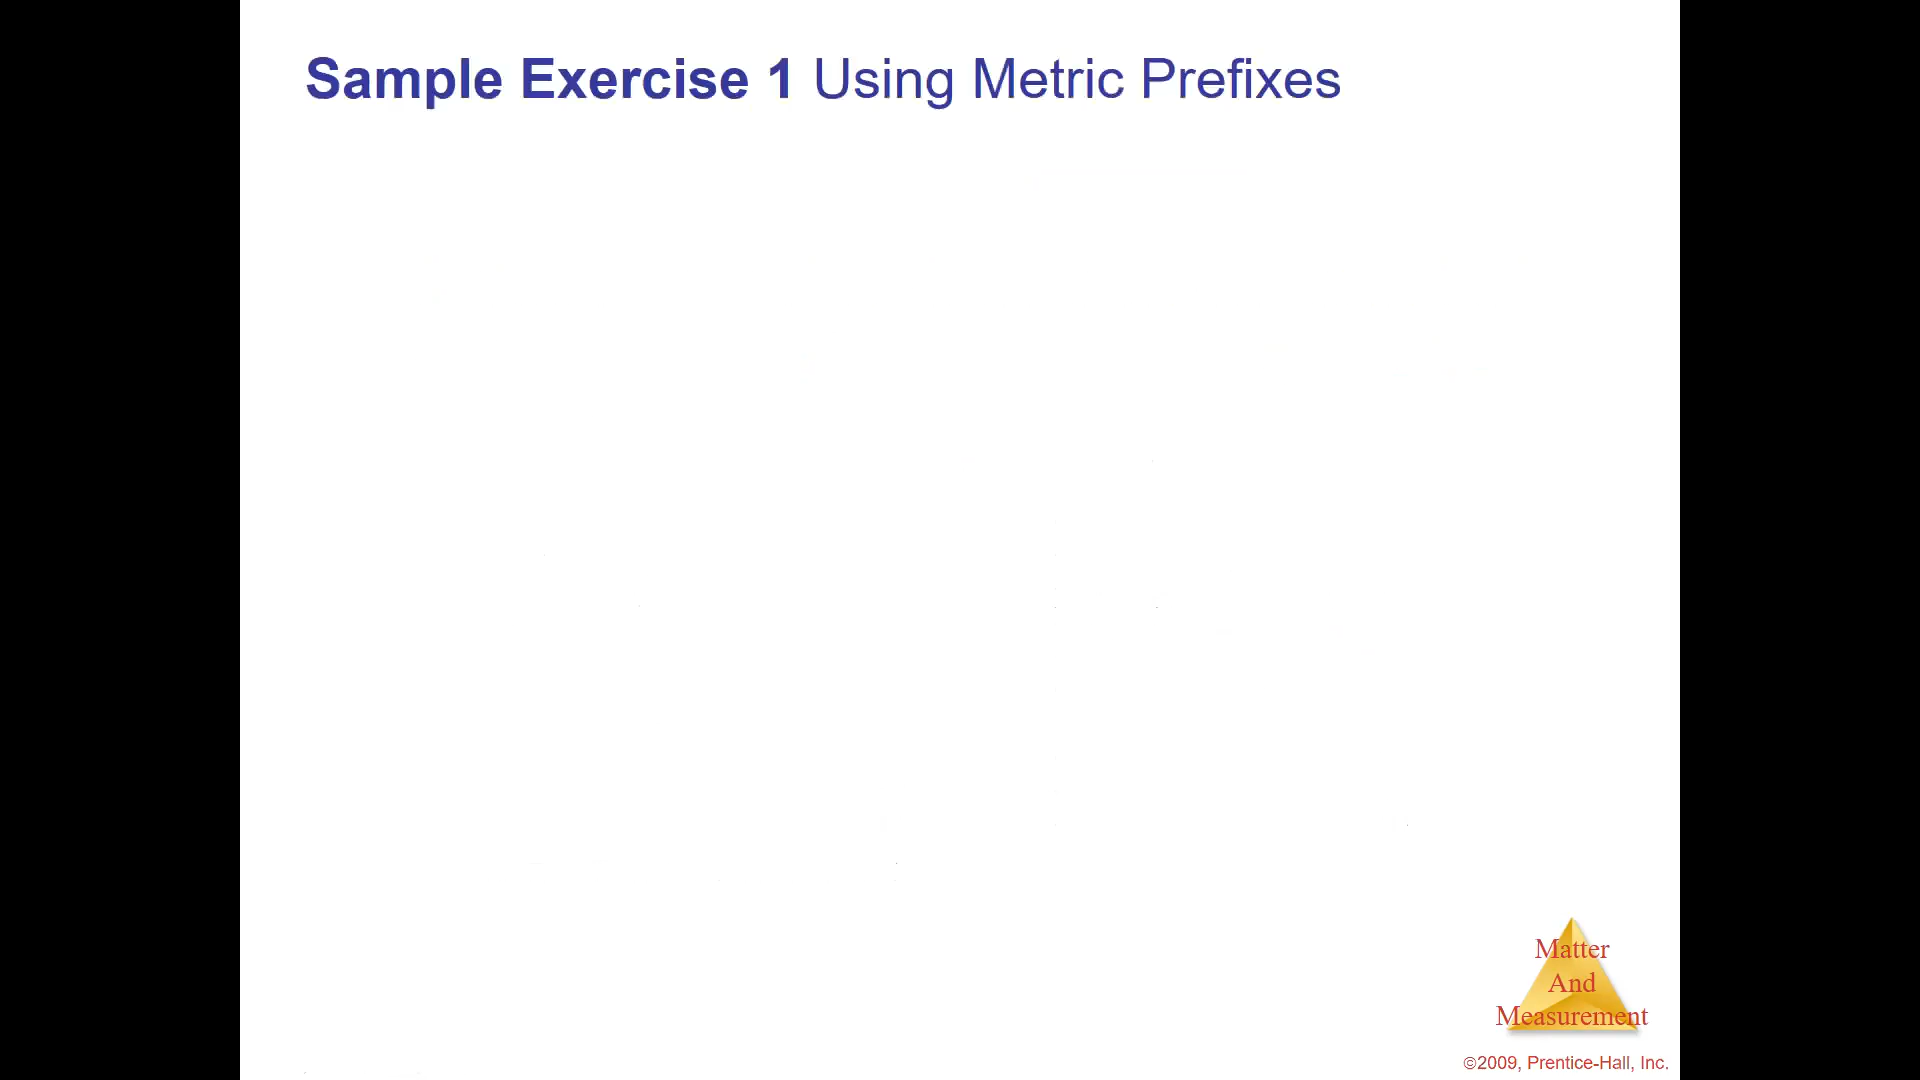 Sample Exercise 1 Using Metric Prefixes
Matter
And
Measurement
©2009, Prentice-Hall, Inc.